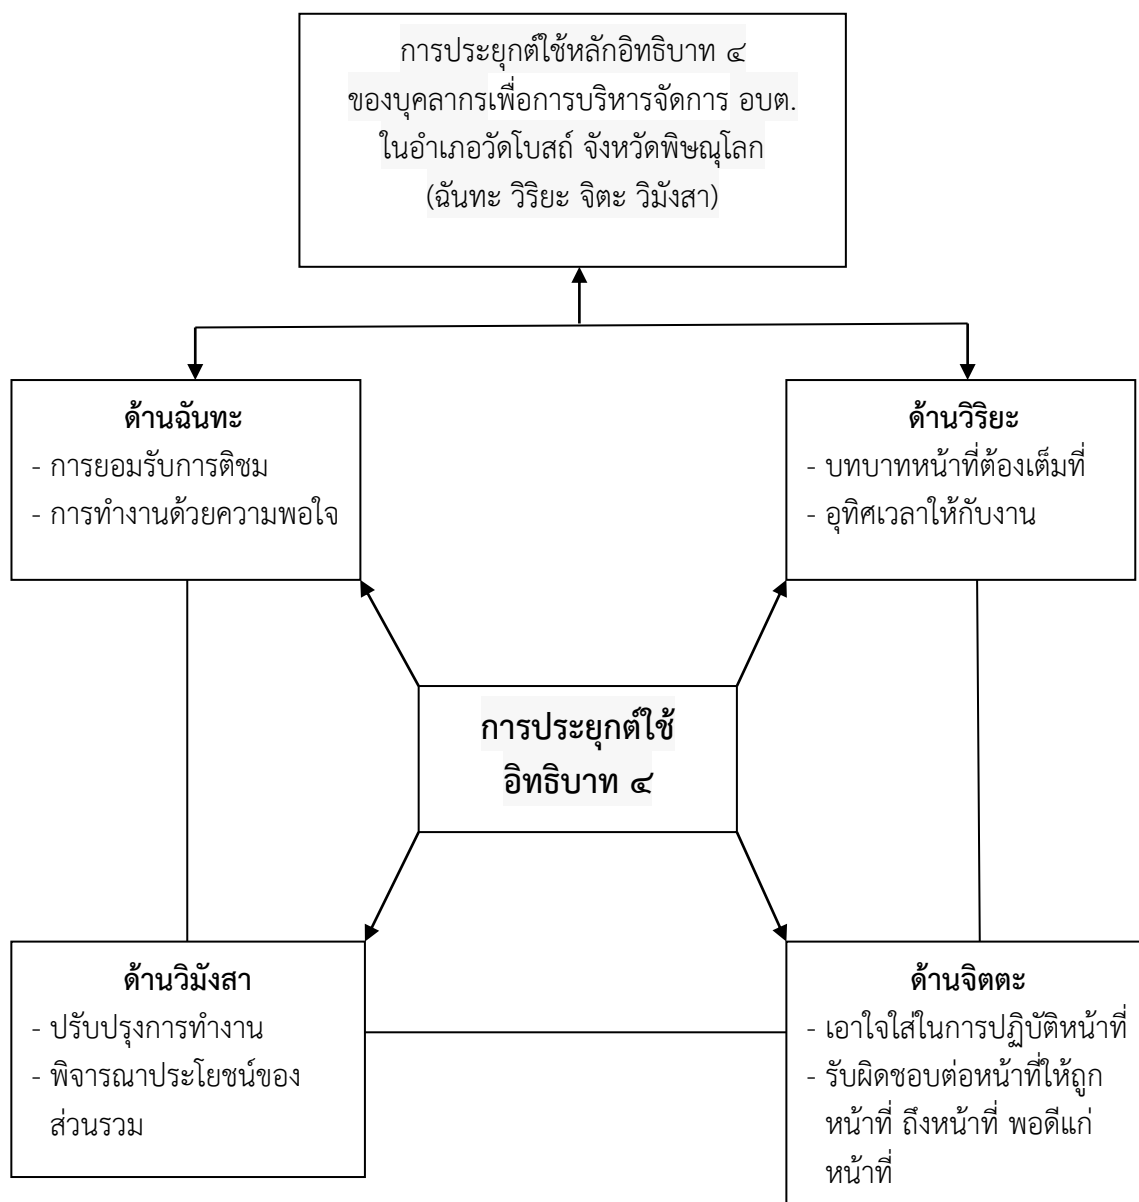 การประยุกต์ใช้หลักอิทธิบาท ๔
ของบุคลากรเพื่อการบริหารจัดการ อบต.
ในอำเภอวัดโบสถ์ จังหวัดพิษณุโลก
(ฉันทะ วิริยะ จิตะ วิมังสา)
ด้านฉันทะ
- การยอมรับการติชม
- การทำงานด้วยความพอใจ
ด้านวิริยะ
- บทบาทหน้าที่ต้องเต็มที่
- อุทิศเวลาให้กับงาน
การประยุกต์ใช้
อิทธิบาท ๔
ด้านวิมังสา
- ปรับปรุงการทำงาน
- พิจารณาประโยชน์ของ
ส่วนรวม
ด้านจิตตะ
- เอาใจใส่ในการปฏิบัติหน้าที่
- รับผิดชอบต่อหน้าที่ให้ถูก
หน้าที่ ถึงหน้าที่ พอดีแก่
หน้าที่